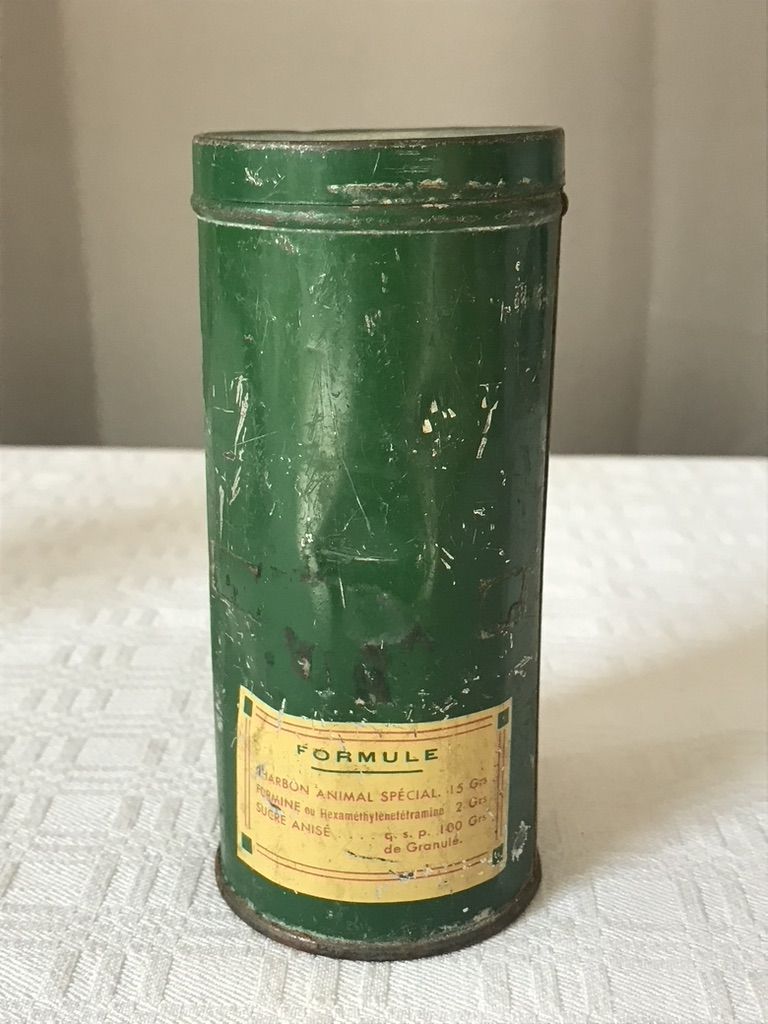 FORMULE
CHARBON ANIMAL SPÉCIAL. 15 Grs
FORMINE ou Hexaméthylènetétramine 2 Grs
SUCRE ANISÉ ..... q. s. p. 100 Grs
de Granulé.